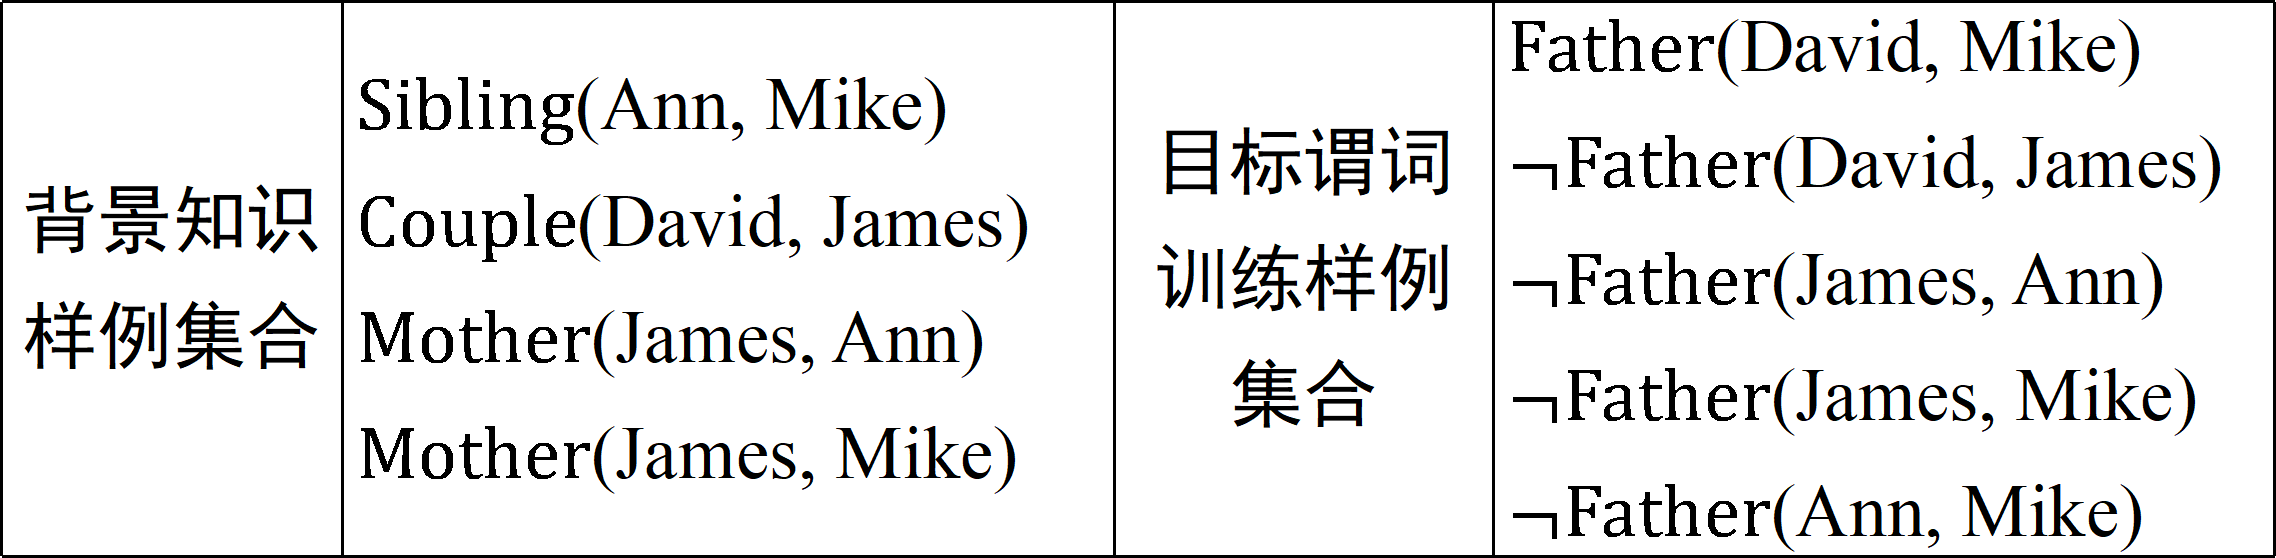 背景知识
样例集合
Sibling(Ann, Mike)
Couple(David, James)
Mother(James, Ann)
Mother(James, Mike)
目标谓词
训练样例
集合
Father(David, Mike)
¬Father(David, James)
¬Father(James, Ann)
¬Father(James, Mike)
¬Father(Ann, Mike)